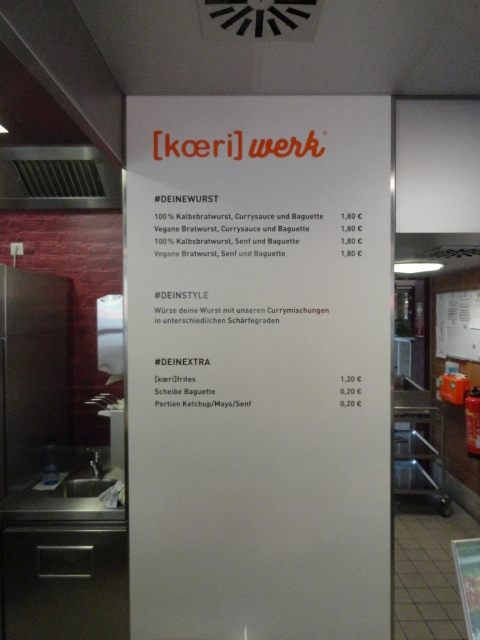 [kœri]werk®
#DEINEWURST
100% Kalbsbratwurst, Currysauce und Baguette 1,80 €
Vegane Bratwurst, Currysauce und Baguette 1,80 €
100% Kalbsbratwurst, Senf und Baguette 1,80 €
Vegane Bratwurst, Senf und Baguette 1,80 €
#DEINSTYLE
Würze deine Wurst mit unseren Currymischungen
in unterschiedlichen Schärfegraden
#DEINEXTRA
[kœri]frites 1,20 €
Scheibe Baguette 0,20 €
Portion Ketchup/Mayo/Senf 0,20 €